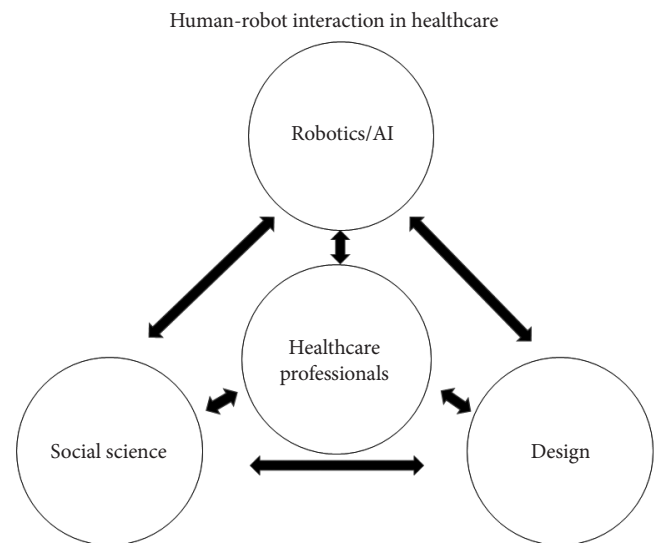 Human-robot interaction in healthcare
Robotics/AI
Healthcare
professionals
Social science
Design